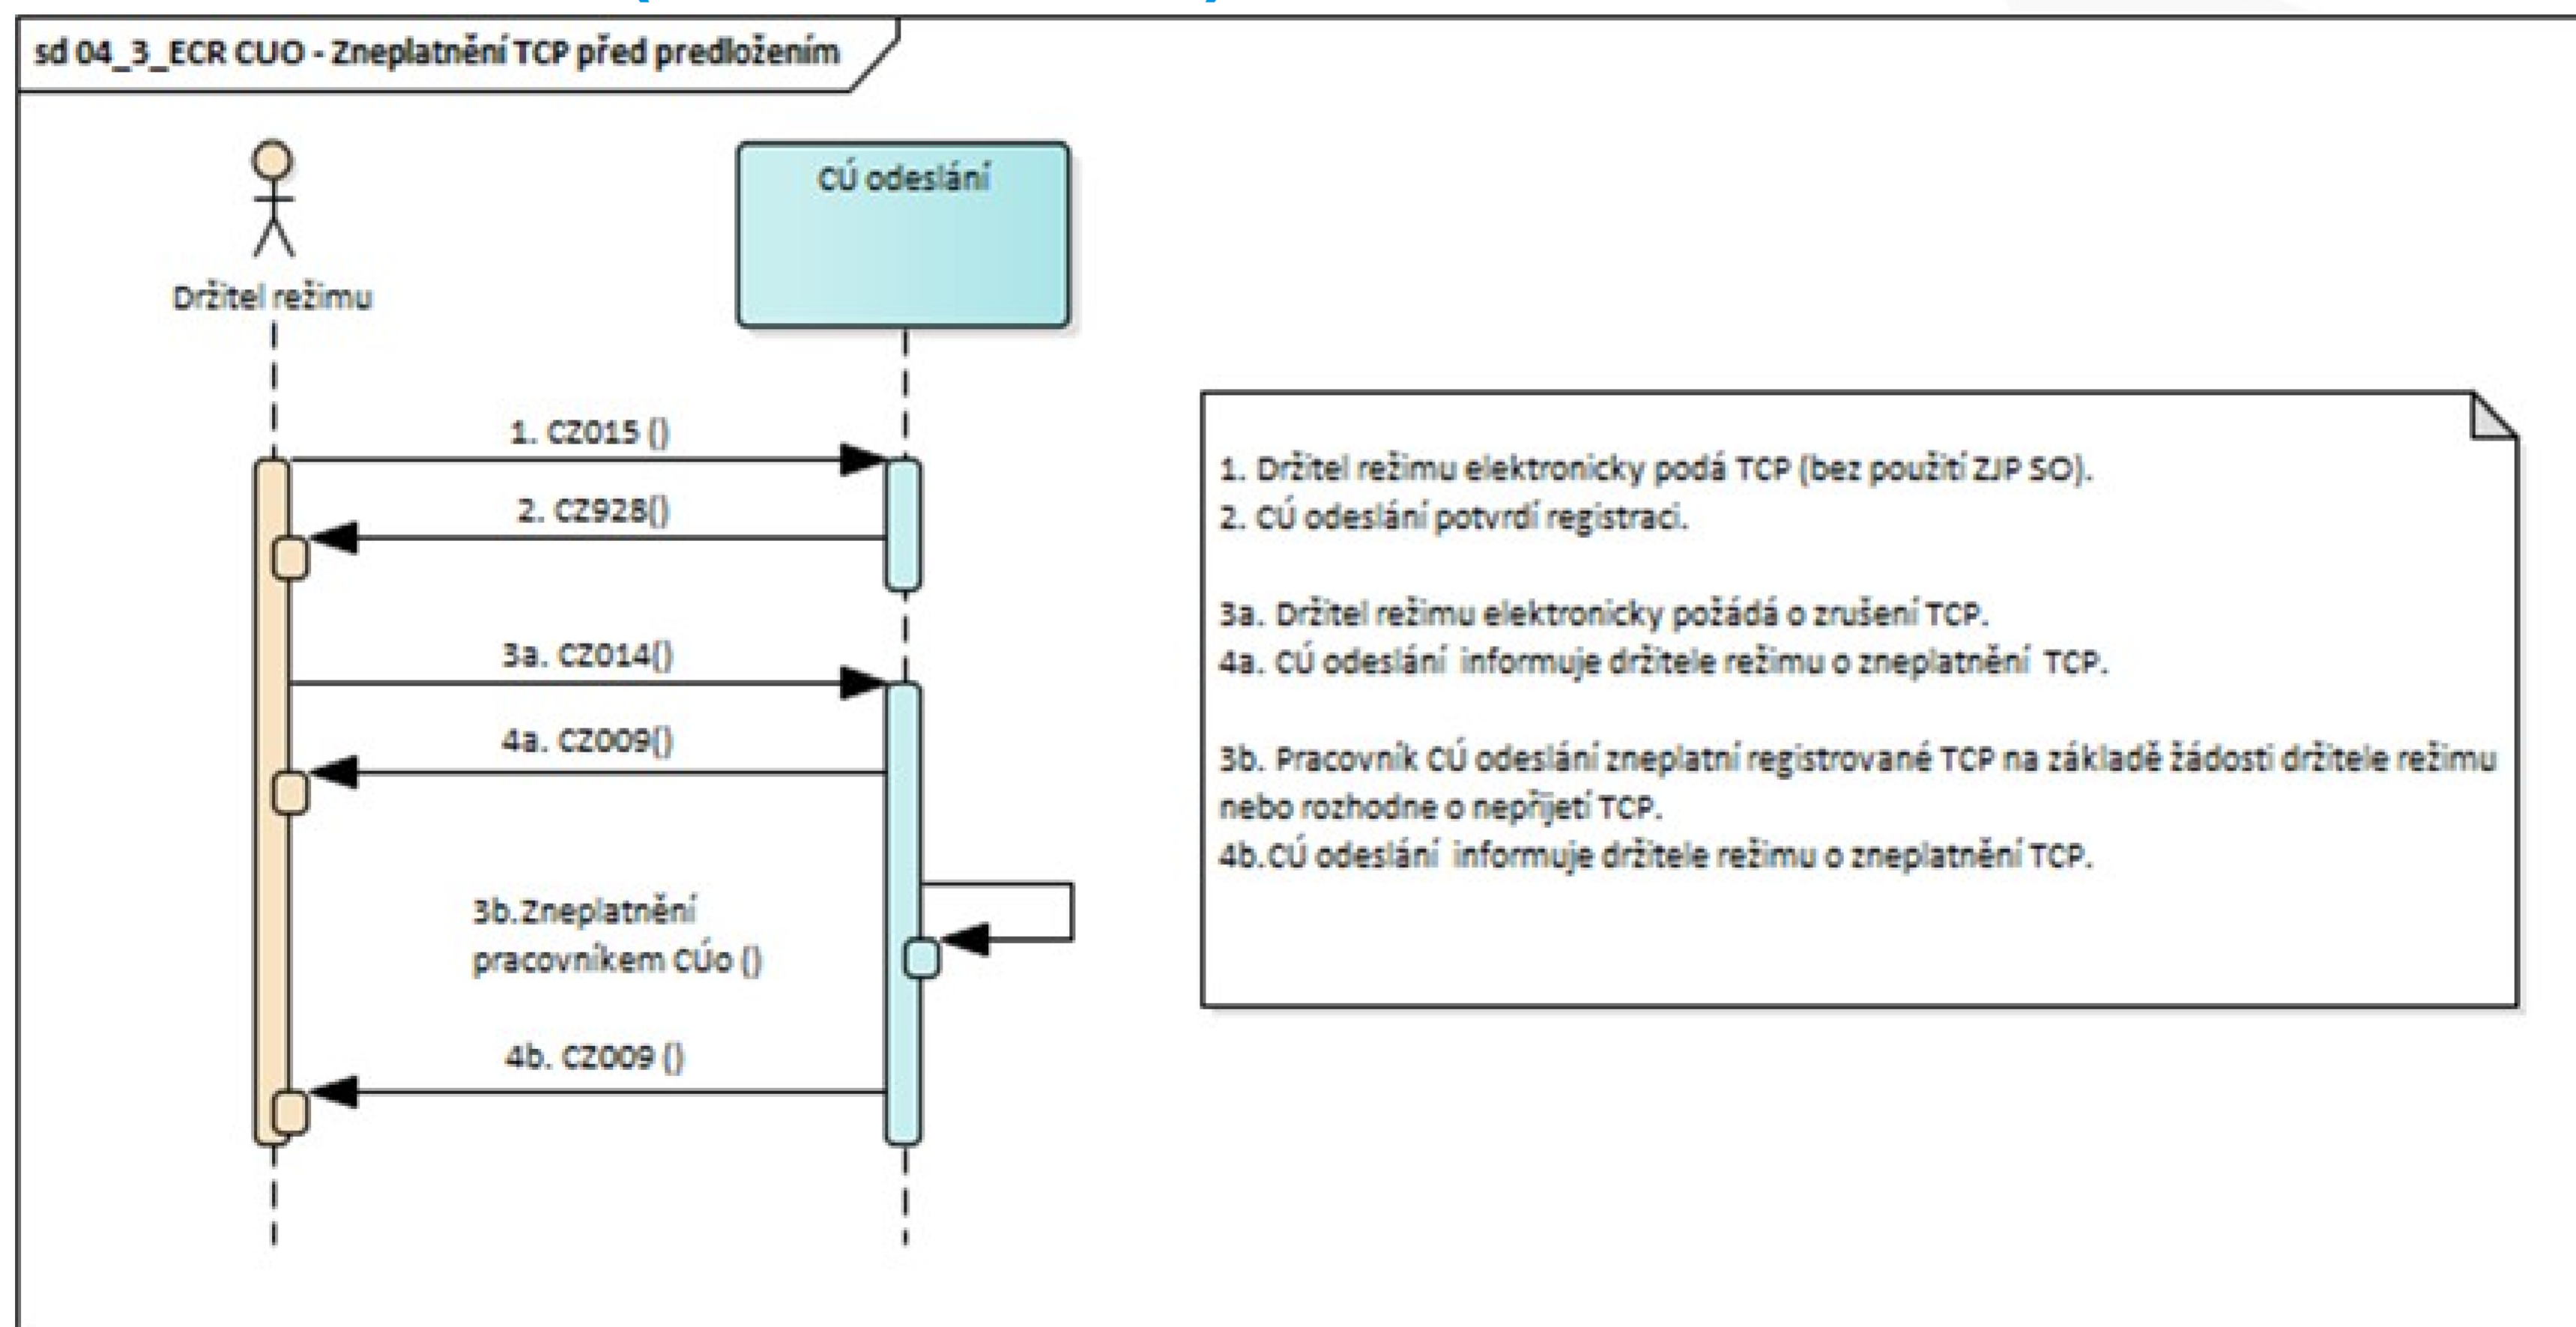 sd 04_3_ECR CUO - Zneplatnění TCP před predložením
CÚ odeslání
Držitel režimu
1. CZ015 ()
2. CZ928()
3a. CZ014()
4a. CZ009()
3b.Zneplatnění
pracovníkem CÚo ()
4b. CZ009 ()
1. Držitel režimu elektronicky podá TCP (bez použití ZJP SO).
2. CÚ odeslání potvrdí registraci.
3a. Držitel režimu elektronicky požádá o zrušení TCP.
4a. CÚ odeslání informuje držitele režimu o zneplatnění TCP.
3b. Pracovník CÚ odeslání zneplatní registrované TCP na základě žádosti držitele režimu
nebo rozhodne o nepřijetí TCP.
4b.CÚ odeslání informuje držitele režimu o zneplatnění TCP.